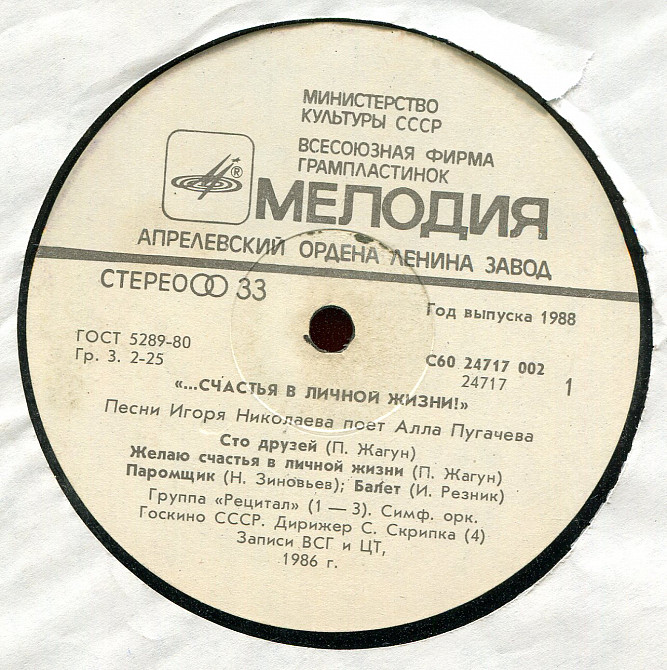 МИНИСТЕРСТВО
КУЛЬТУРЫ СССР
ВСЕСОЮЗНАЯ ФИРМА
ГРАМПЛАСТИНОК
®
МЕЛОДИЯ
АПРЕЛЕВСКИЙ ОРДЕНА ЛЕНИНА ЗАВОД
СТЕРЕО 33
Год выпуска 1988
ГОСТ 5289-80
Гр. 3. 2-25
С60 24717 002
24717
1
«...СЧАСТЬЯ В ЛИЧНОЙ ЖИЗНИ!»
Песни Игоря Николаева поет Алла Пугачева
Сто друзей (П. Жагун)
Желаю счастья в личной жизни (П. Жагун)
Паромщик (Н. Зиновьев); Балет (И. Резник)
Группа «Рецитал» (1 — 3). Симф. орк.
Госкино СССР. Дирижер С. Скрипка (4)
Записи ВСГ и ЦТ,
1986 г.